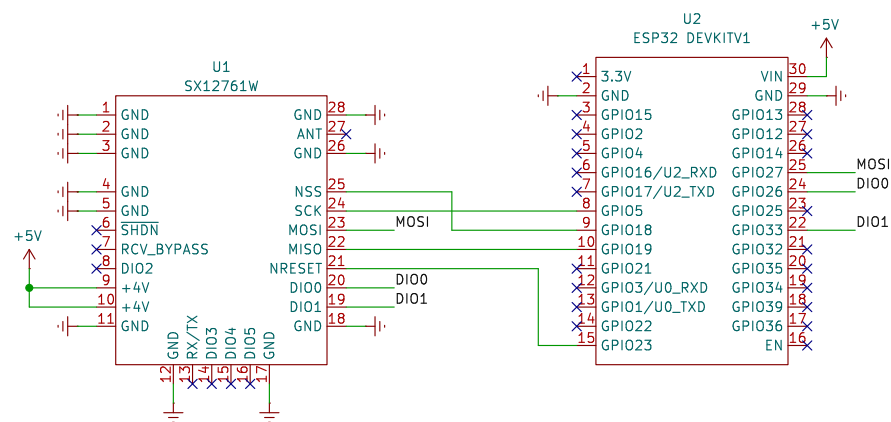 U1
SX12761W
1 GND
2 GND
3 GND
4 GND
5 GND
6 SHDN
7 RCV_BYPASS
8 DIO2
9 +4V
10 +4V
11 GND
+5V
12 GND
13 RX/TX
14 DIO3
15 DIO4
16 DIO5
17 GND
GND 28
ANT 27
GND 26
NSS 25
SCK 24
MOSI 23 MOSI
MISO 22
NRESET 21
DIO0 20 DIO0
DIO1 19 DIO1
GND 18
U2
ESP32 DEVKITV1
1 3.3V
2 GND
3 GPIO15
4 GPIO2
5 GPIO4
6 GPIO16/U2_RXD
7 GPIO17/U2_TXD
8 GPIO5
9 GPIO18
10 GPIO19
11 GPIO21
12 GPIO3/U0_RXD
13 GPIO1/U0_TXD
14 GPIO22
15 GPIO23
+5V
VIN 30
GND 29
GPIO13 28
GPIO12 27
GPIO14 26
GPIO27 25 MOSI
GPIO26 24 DIO0
GPIO25 23
GPIO33 22 DIO1
GPIO32 21
GPIO35 20
GPIO34 19
GPIO39 18
GPIO36 17
EN 16